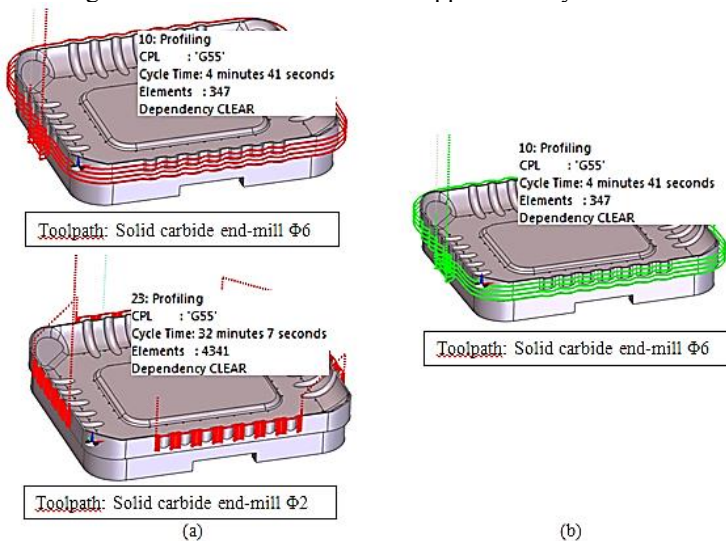 10: Profiling
CPL : 'G55'
Cycle Time: 4 minutes 41 seconds
Elements : 347
Dependency CLEAR
Toolpath: Solid carbide end-mill Φ6
23: Profiling
CPL : 'G55'
Cycle Time: 32 minutes 7 seconds
Elements : 4341
Dependency CLEAR
Toolpath: Solid carbide end-mill Φ2
(a)
10: Profiling
CPL : 'G55'
Cycle Time: 4 minutes 41 seconds
Elements : 347
Dependency CLEAR
Toolpath: Solid carbide end-mill Φ6
(b)